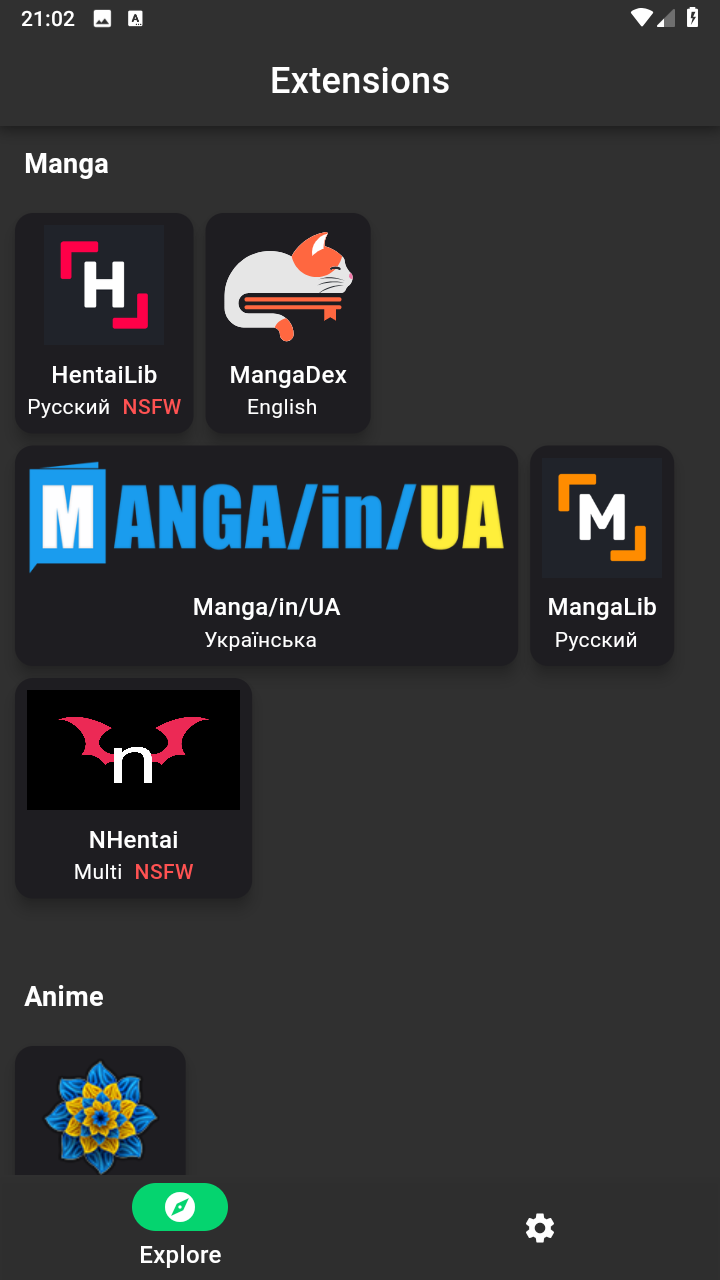 21:02
Extensions
Manga
H
HentaiLib
Русский NSFW
MangaDex
English
MANGA/in/UA
Manga/in/UA
Українська
M
MangaLib
Русский
n
NHentai
Multi NSFW
Anime
Explore